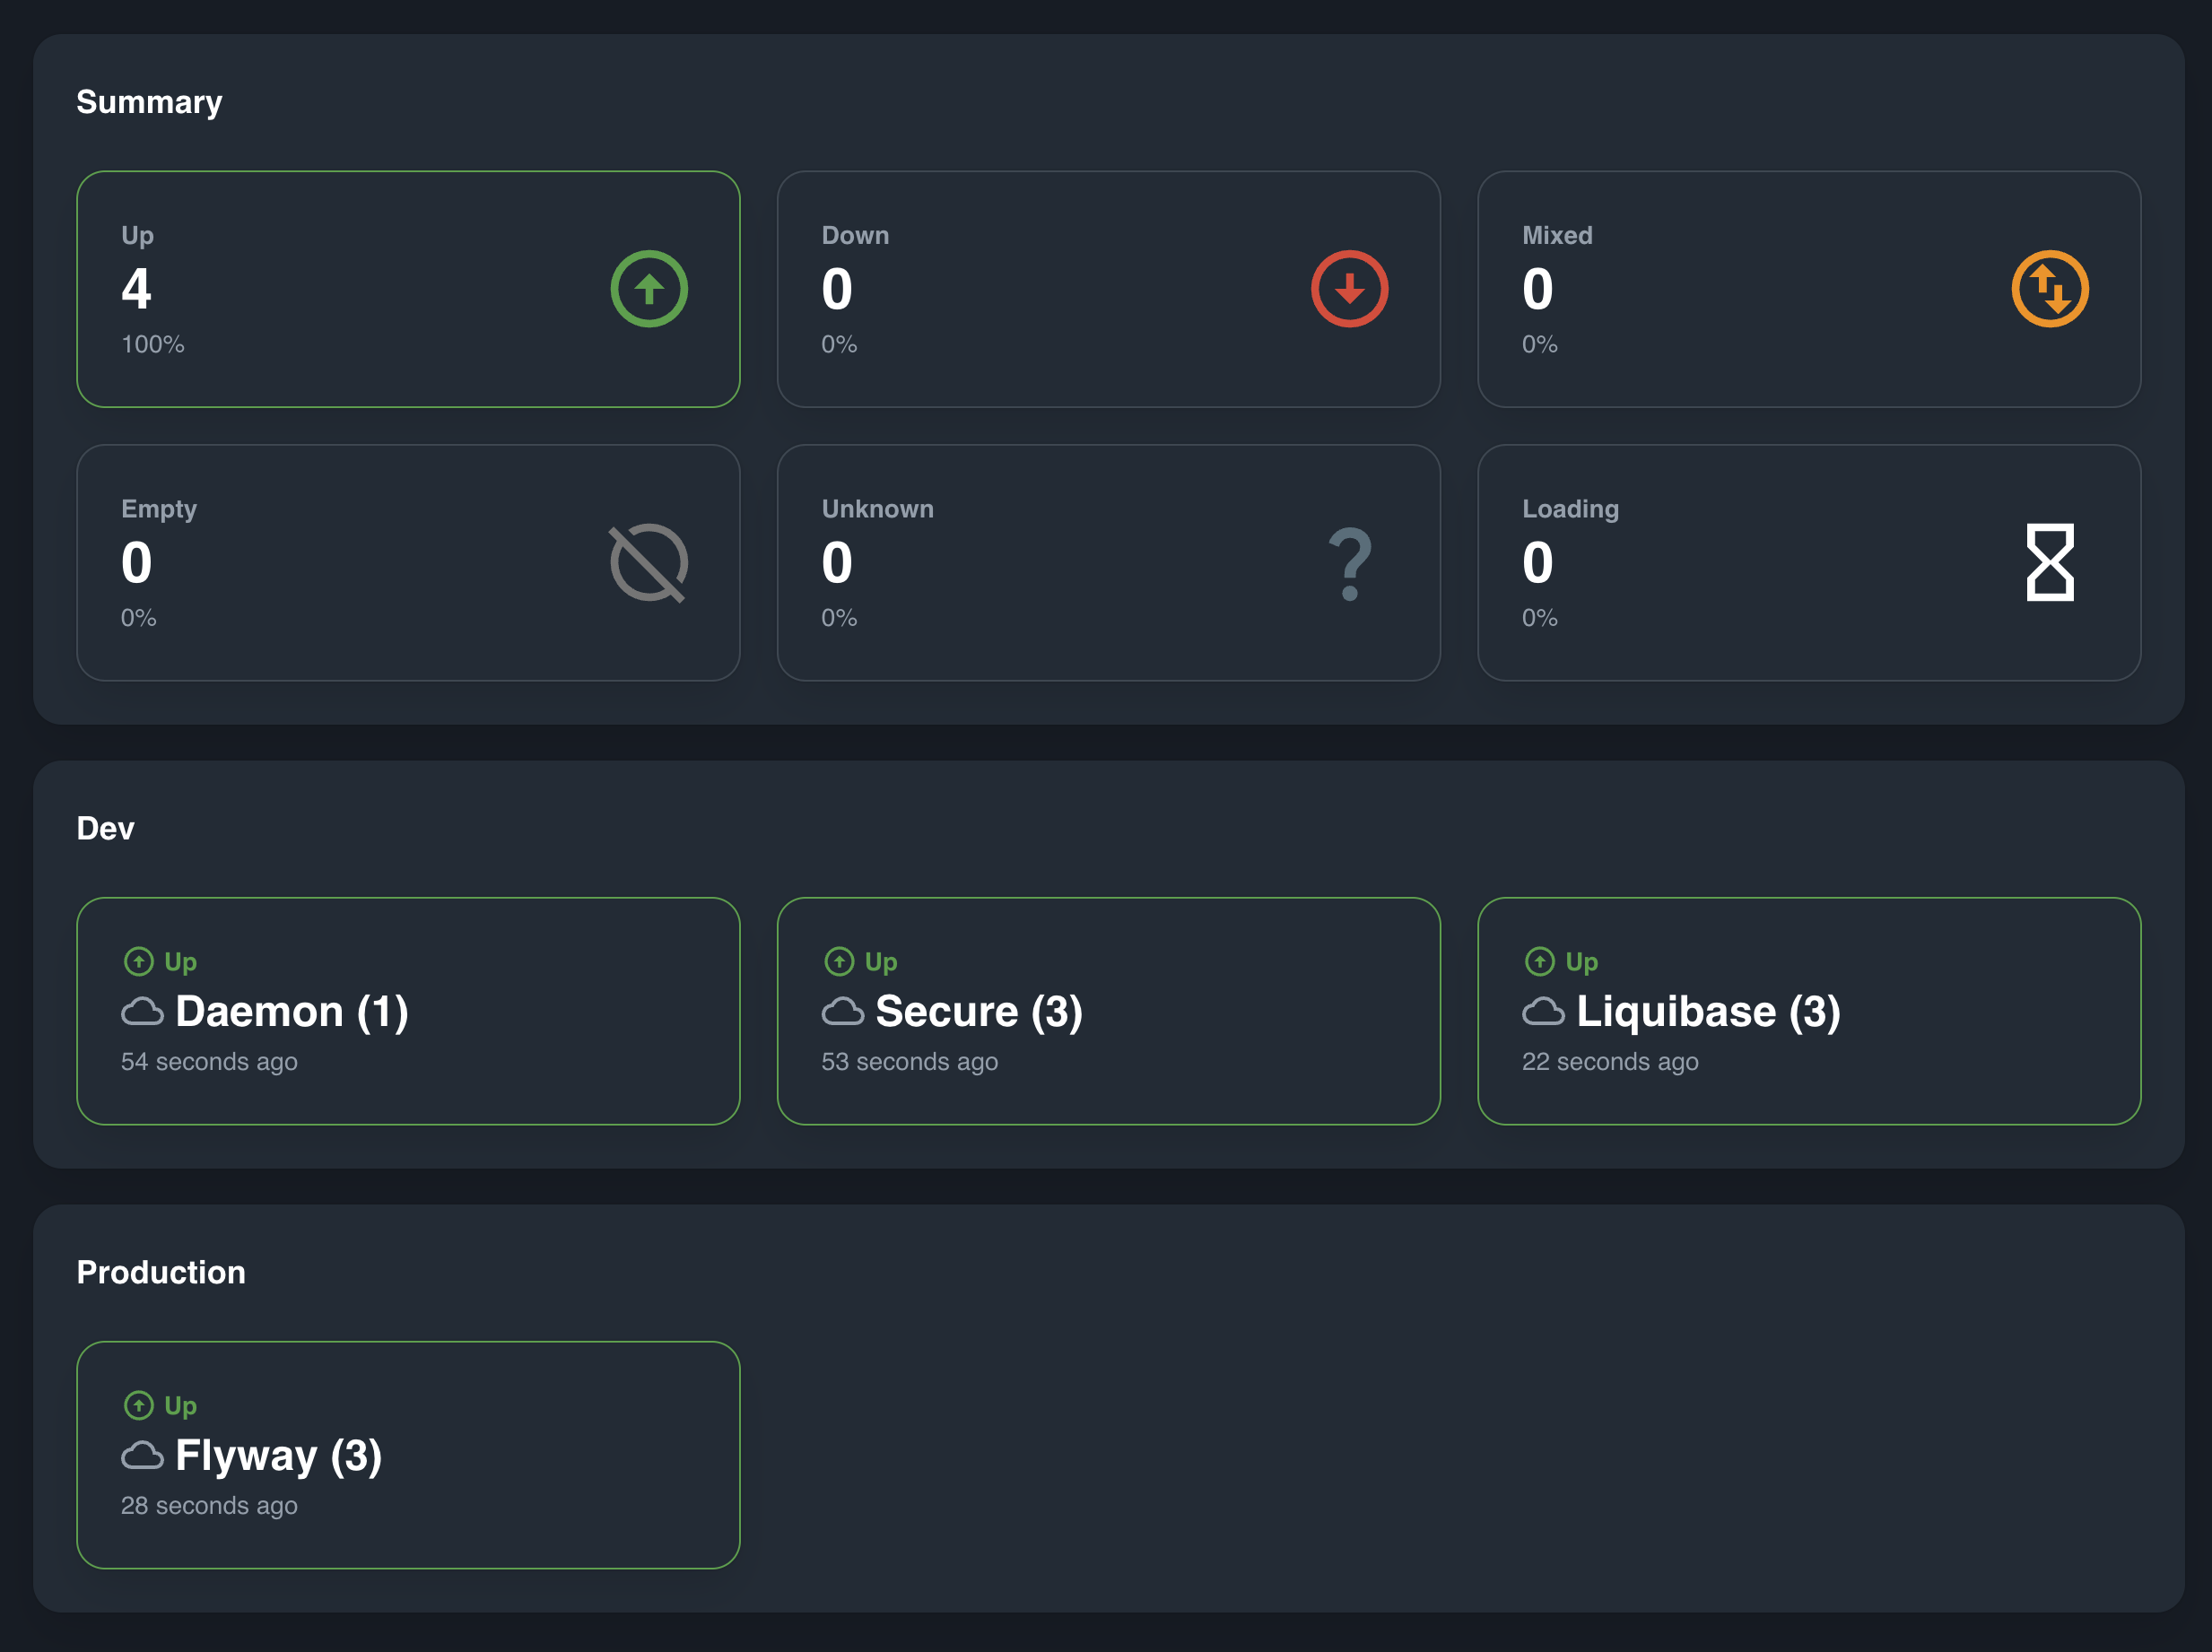 Summary
Up
4
100%
Down
0
0%
Mixed
0
0%
Empty
0
0%
Unknown
0
0%
Loading
0
0%
Dev
Up
Daemon (1)
54 seconds ago
Up
Secure (3)
53 seconds ago
Up
Liquibase (3)
22 seconds ago
Production
Up
Flyway (3)
28 seconds ago